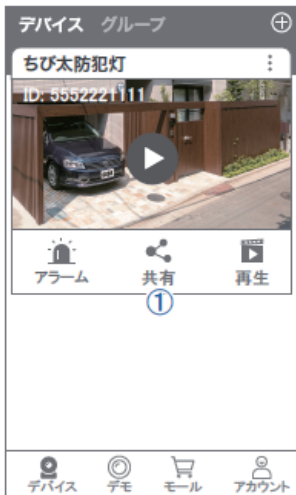 デバイス グループ
ちび太防犯灯
ID: 5552221111
アラーム 共有 再生
①
デバイス デモ モール アカウント